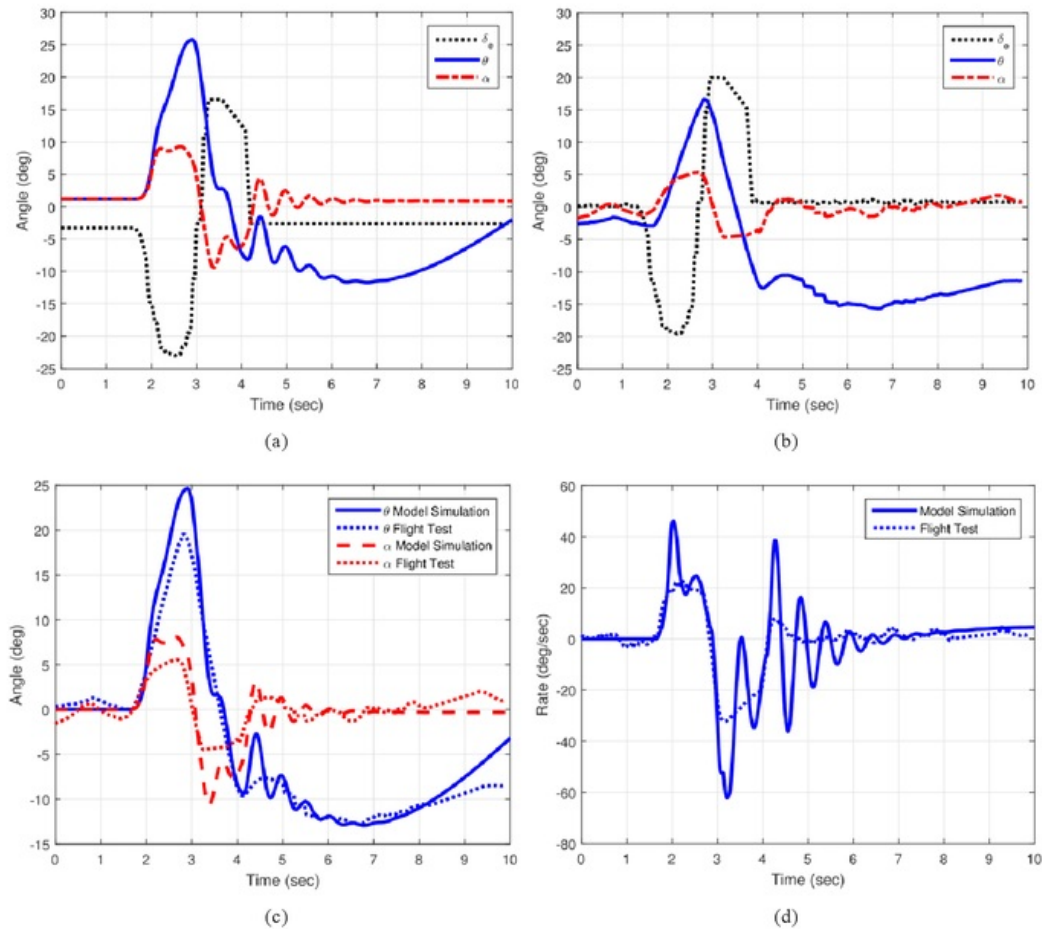 30
25
20
15
10
5
0
-5
-10
-15
-20
-25
Angle (deg)
δe
θ
α
0 1 2 3 4 5 6 7 8 9 10
Time (sec)
(a)
30
25
20
15
10
5
0
-5
-10
-15
-20
-25
Angle (deg)
δe
θ
α
0 1 2 3 4 5 6 7 8 9 10
Time (sec)
(b)
25
20
15
10
5
0
-5
-10
-15
Angle (deg)
θ Model Simulation
θ Flight Test
α Model Simulation
α Flight Test
0 1 2 3 4 5 6 7 8 9 10
Time (sec)
(c)
60
40
20
0
-20
-40
-60
-80
Rate (deg/sec)
Model Simulation
Flight Test
0 1 2 3 4 5 6 7 8 9 10
Time (sec)
(d)